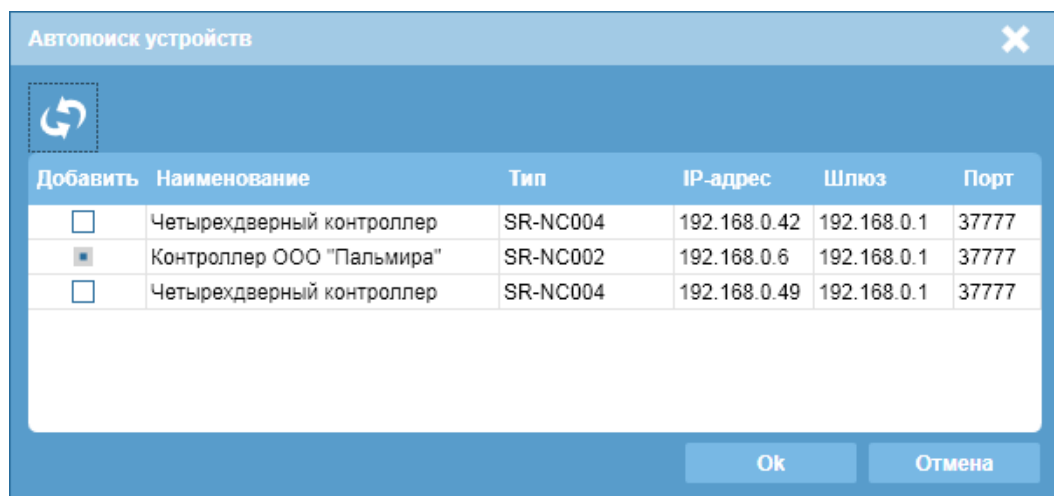 Автопоиск устройств
Добавить Наименование Тип IP-адрес Шлюз Порт
Четырехдверный контроллер SR-NC004 192.168.0.42 192.168.0.1 37777
Контроллер ООО "Пальмира" SR-NC002 192.168.0.6 192.168.0.1 37777
Четырехдверный контроллер SR-NC004 192.168.0.49 192.168.0.1 37777
Ok Отмена